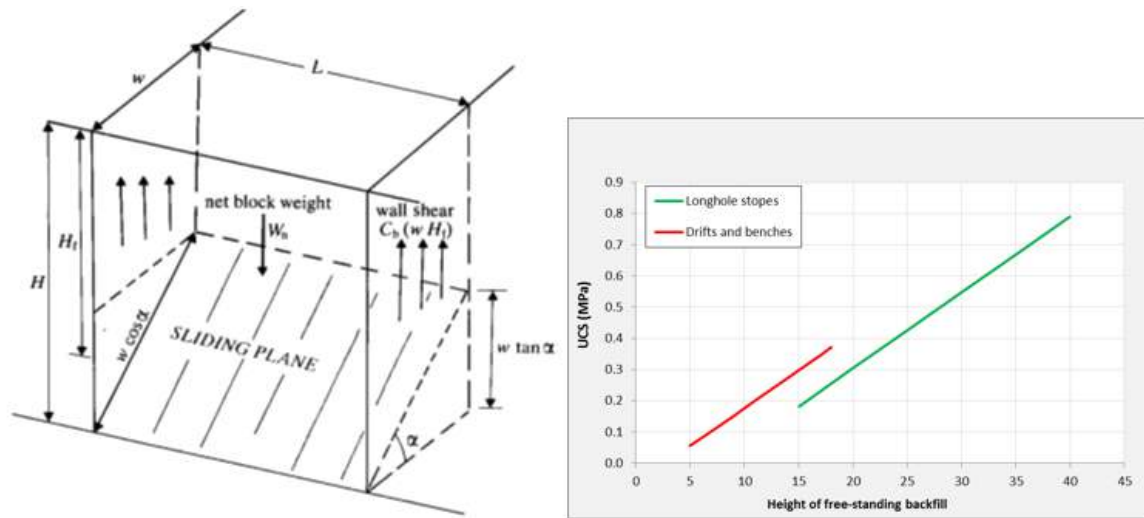 w
L
net block weight
Wn
wall shear
Cb (w Hf)
Hf
H
w cos α
SLIDING PLANE
w tan α
α
0.9
0.8
0.7
0.6
0.5
0.4
0.3
0.2
0.1
0.0
UCS (MPa)
Longhole stopes
Drifts and benches
0 5 10 15 20 25 30 35 40 45
Height of free-standing backfill